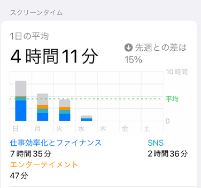 スクリーンタイム
1日の平均
4時間11分
先週との差は
15%
10時間
平均
0
日 月 火 水 木 金 土
仕事効率化とファイナンス
7時間35分
SNS
2時間36分
エンターテイメント
47分